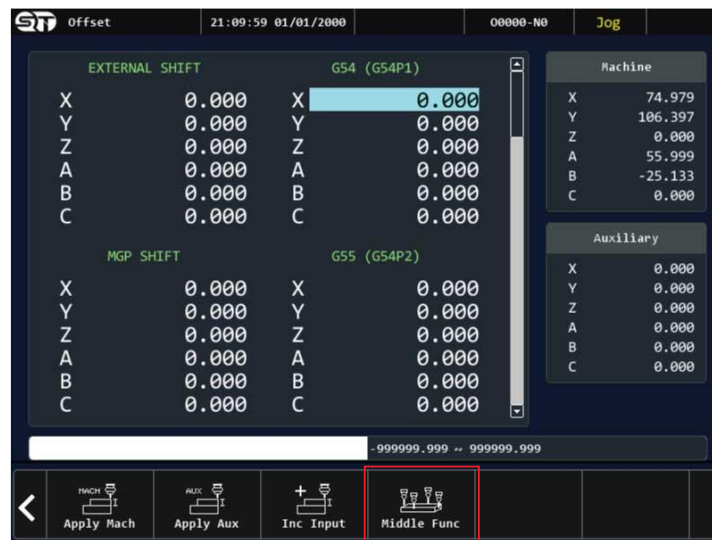 Offset 21:09:59 01/01/2000 O0000-N0 Jog
EXTERNAL SHIFT G54 (G54P1)
X 0.000 X 0.000
Y 0.000 Y 0.000
Z 0.000 Z 0.000
A 0.000 A 0.000
B 0.000 B 0.000
C 0.000 C 0.000
MGP SHIFT G55 (G54P2)
X 0.000 X 0.000
Y 0.000 Y 0.000
Z 0.000 Z 0.000
A 0.000 A 0.000
B 0.000 B 0.000
C 0.000 C 0.000
Machine
X 74.979
Y 106.397
Z 0.000
A 55.999
B -25.133
C 0.000
Auxiliary
X 0.000
Y 0.000
Z 0.000
A 0.000
B 0.000
C 0.000
-999999.999 ~ 999999.999
MACH AUX
Apply Mach Apply Aux Inc Input Middle Func